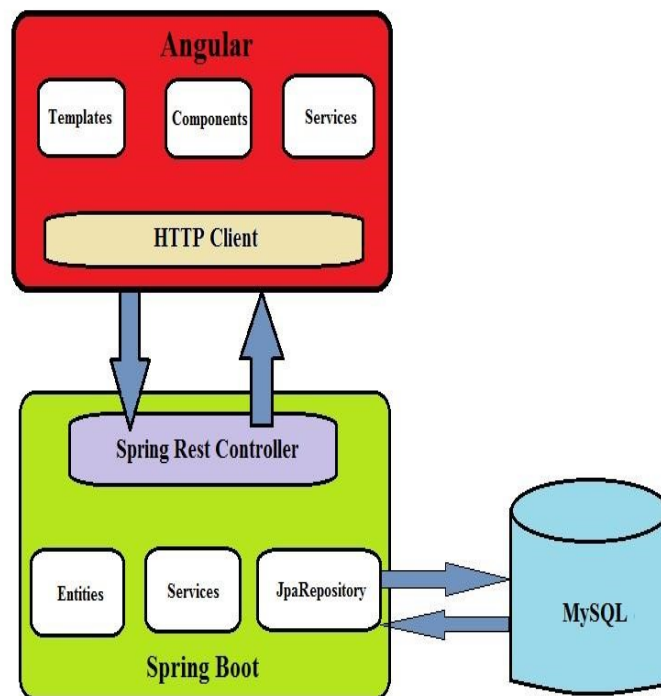 Angular
Templates
Components
Services
HTTP Client
Spring Rest Controller
Entities
Services
JpaRepository
MySQL
Spring Boot